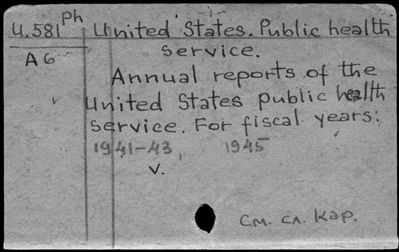 U.581 Ph United States. Public health
service.
A6
Annual reports of the
United States public health
service. For fiscal years:
1941-43, 1945
v.
См. сл. кар.